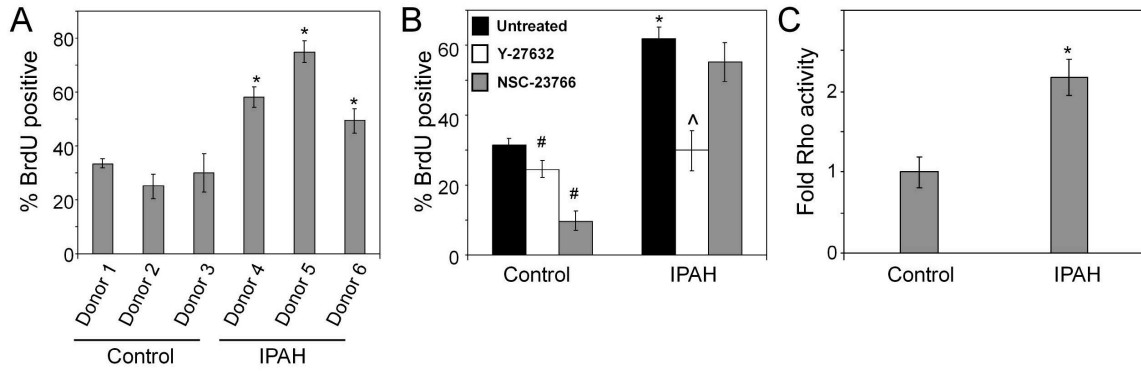 A
% BrdU positive
80
60
40
20
0
*
*
*
Donor 1
Donor 2
Donor 3
Donor 4
Donor 5
Donor 6
Control
IPAH
B
% BrdU positive
60
40
20
0
Untreated
Y-27632
NSC-23766
#
#
*
^
Control
IPAH
C
Fold Rho activity
2
1
0
*
Control
IPAH